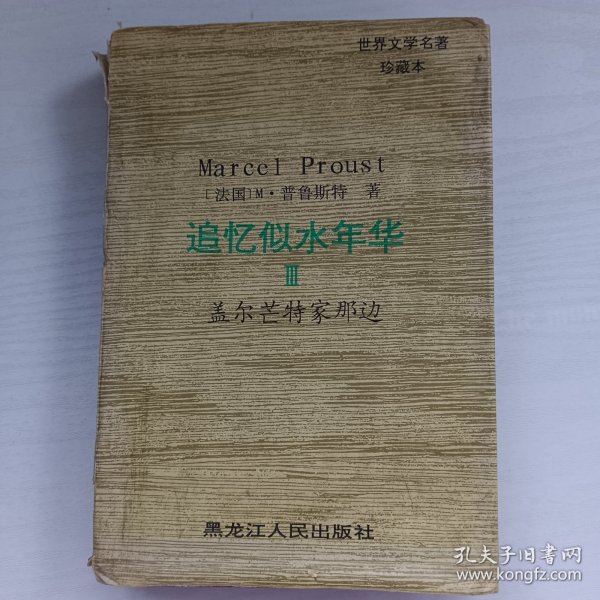 世界文学名著
珍藏本
Marcel Proust
〔法国〕M·普鲁斯特 著
追忆似水年华
Ⅲ
盖尔芒特家那边
黑龙江人民出版社
孔夫子旧书网
www.kongfz.com